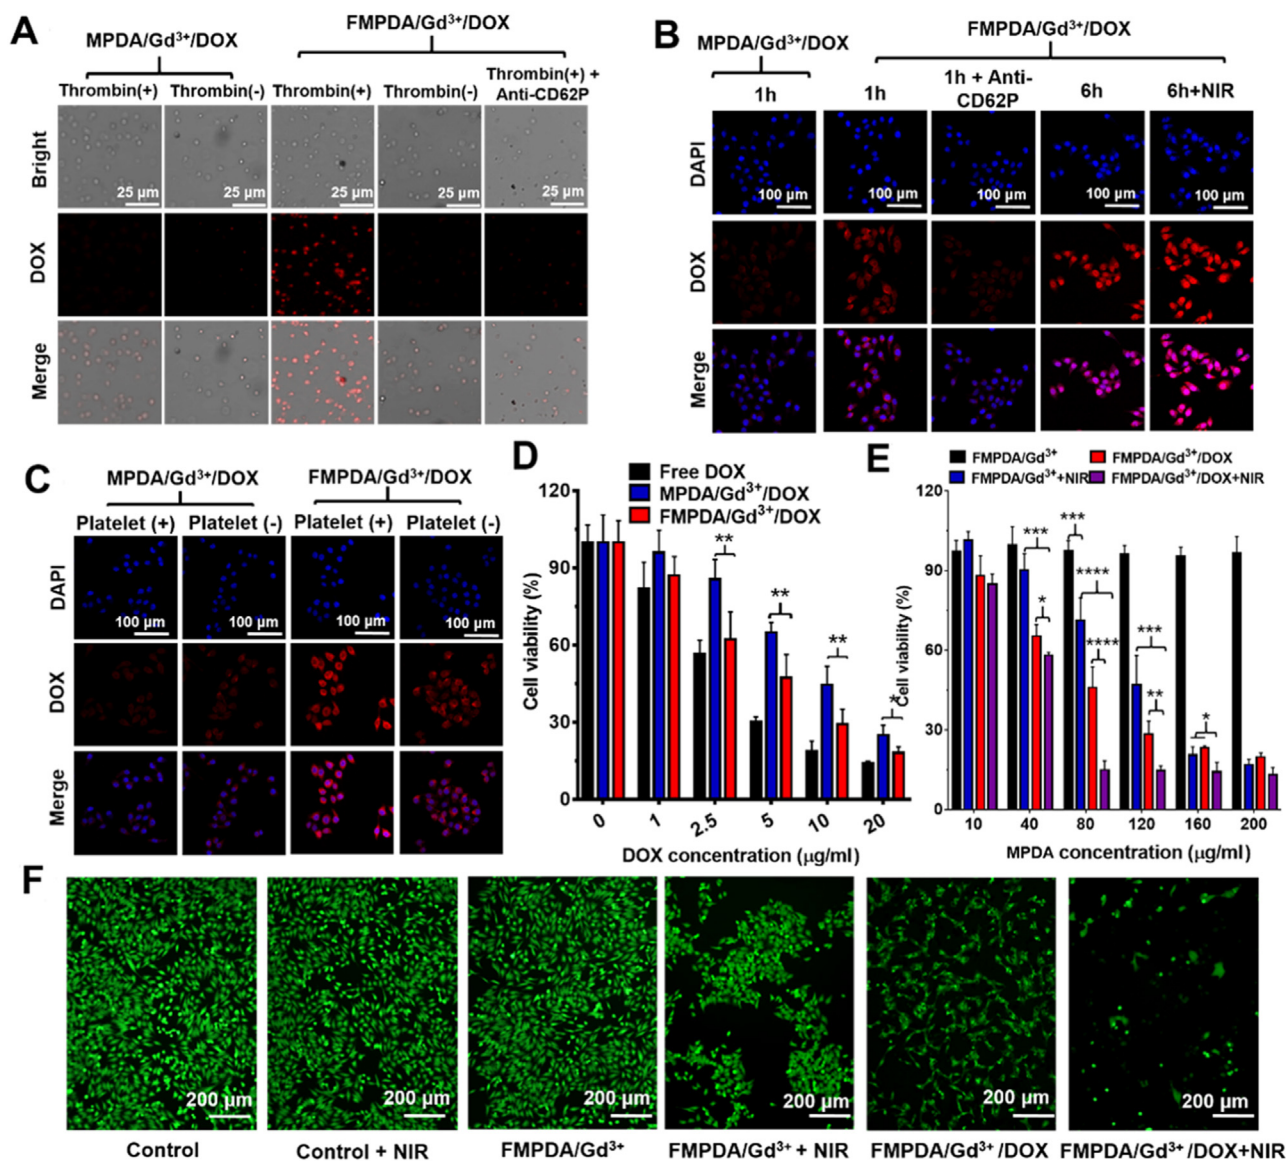 A
MPDA/Gd³⁺/DOX
FMPDA/Gd³⁺/DOX
Thrombin(+)
Thrombin(-)
Thrombin(+)
Thrombin(-)
Thrombin(+) +
Anti-CD62P
Bright
25 µm
25 µm
25 µm
25 µm
25 µm
DOX
Merge
B
MPDA/Gd³⁺/DOX
FMPDA/Gd³⁺/DOX
1h
1h
1h + Anti-
CD62P
6h
6h+NIR
DAPI
100 µm
100 µm
100 µm
100 µm
100 µm
DOX
Merge
C
MPDA/Gd³⁺/DOX
FMPDA/Gd³⁺/DOX
Platelet (+)
Platelet (-)
Platelet (+)
Platelet (-)
DAPI
100 µm
100 µm
100 µm
100 µm
DOX
Merge
D
Free DOX
MPDA/Gd³⁺/DOX
FMPDA/Gd³⁺/DOX
Cell viability (%)
120
90
60
30
0
**
**
**
*
0
1
2.5
5
10
20
DOX concentration (µg/ml)
E
FMPDA/Gd³⁺
FMPDA/Gd³⁺/DOX
FMPDA/Gd³⁺+NIR
FMPDA/Gd³⁺/DOX+NIR
Cell viability (%)
120
90
60
30
0
***
*
***
****
****
***
**
*
10
40
80
120
160
200
MPDA concentration (µg/ml)
F
200 µm
200 µm
200 µm
200 µm
200 µm
200 µm
Control
Control + NIR
FMPDA/Gd³⁺
FMPDA/Gd³⁺ + NIR
FMPDA/Gd³⁺/DOX
FMPDA/Gd³⁺/DOX+NIR